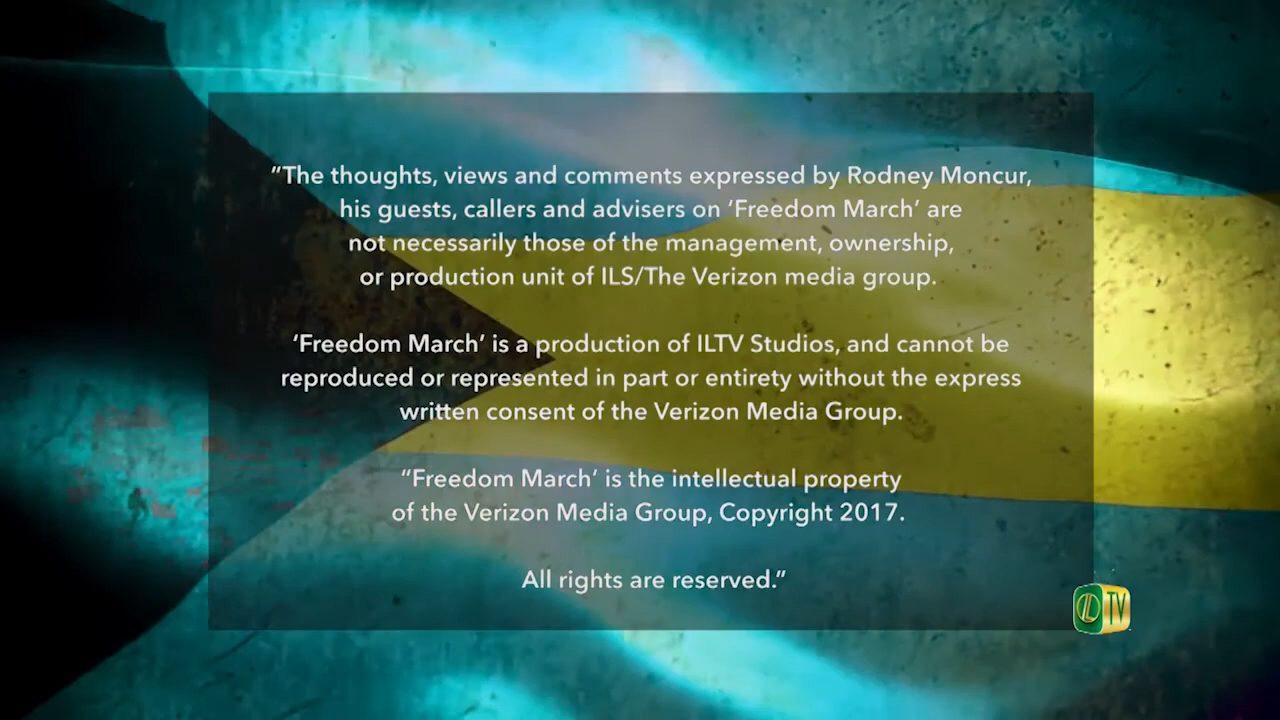 “The thoughts, views and comments expressed by Rodney Moncur,
his guests, callers and advisers on ‘Freedom March’ are
not necessarily those of the management, ownership,
or production unit of ILS/The Verizon media group.
‘Freedom March’ is a production of ILTV Studios, and cannot be
reproduced or represented in part or entirety without the express
written consent of the Verizon Media Group.
“Freedom March‘ is the intellectual property
of the Verizon Media Group, Copyright 2017.
All rights are reserved.”
IL TV